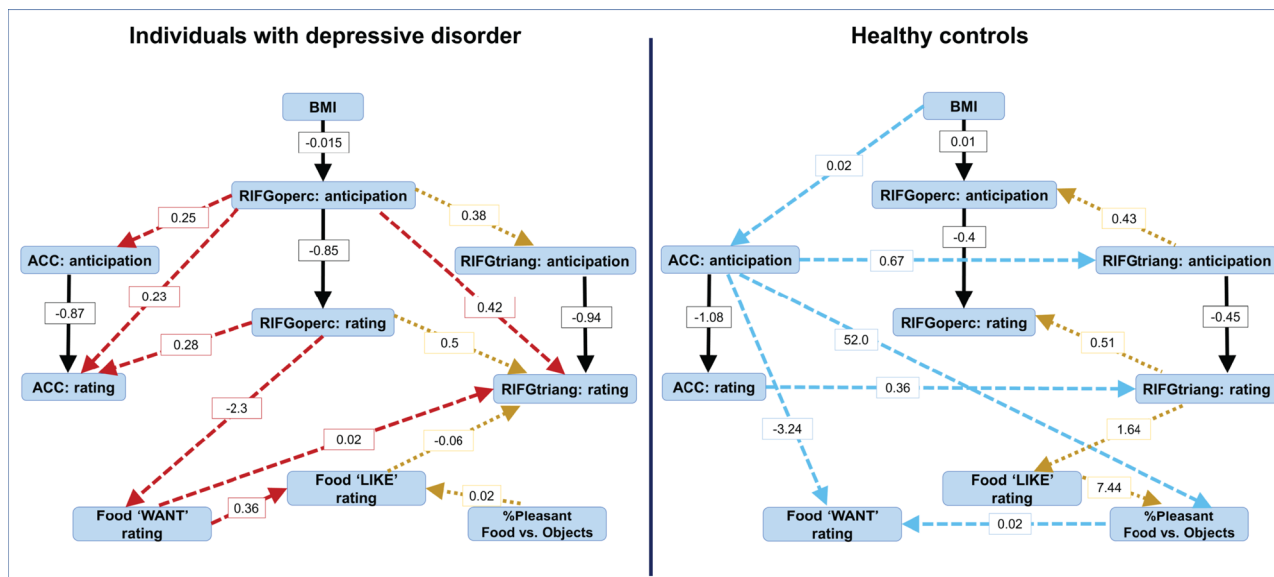 Individuals with depressive disorder
BMI
-0.015
RIFGoperc: anticipation
0.25
0.38
ACC: anticipation
-0.85
RIFGtriang: anticipation
0.23
-0.87
0.42
-0.94
RIFGoperc: rating
0.28
0.5
ACC: rating
RIFGtriang: rating
-2.3
0.02
-0.06
Food ‘LIKE’
rating
0.36
0.02
Food ‘WANT’
rating
%Pleasant
Food vs. Objects
Healthy controls
BMI
0.01
0.02
RIFGoperc: anticipation
0.43
-0.4
ACC: anticipation
0.67
RIFGtriang: anticipation
-1.08
-0.45
RIFGoperc: rating
52.0
0.51
ACC: rating
0.36
RIFGtriang: rating
-3.24
1.64
Food ‘LIKE’
rating
7.44
Food ‘WANT’
rating
0.02
%Pleasant
Food vs. Objects